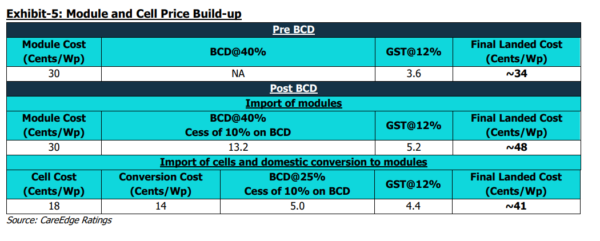 Exhibit-5: Module and Cell Price Build-up
Pre BCD
Module Cost (Cents/Wp) BCD@40% GST@12% Final Landed Cost (Cents/Wp)
30 NA 3.6 ~34
Post BCD
Import of modules
Module Cost (Cents/Wp) BCD@40% Cess of 10% on BCD GST@12% Final Landed Cost (Cents/Wp)
30 13.2 5.2 ~48
Import of cells and domestic conversion to modules
Cell Cost (Cents/Wp) Conversion Cost (Cents/Wp) BCD@25% Cess of 10% on BCD GST@12% Final Landed Cost (Cents/Wp)
18 14 5.0 4.4 ~41
Source: CareEdge Ratings